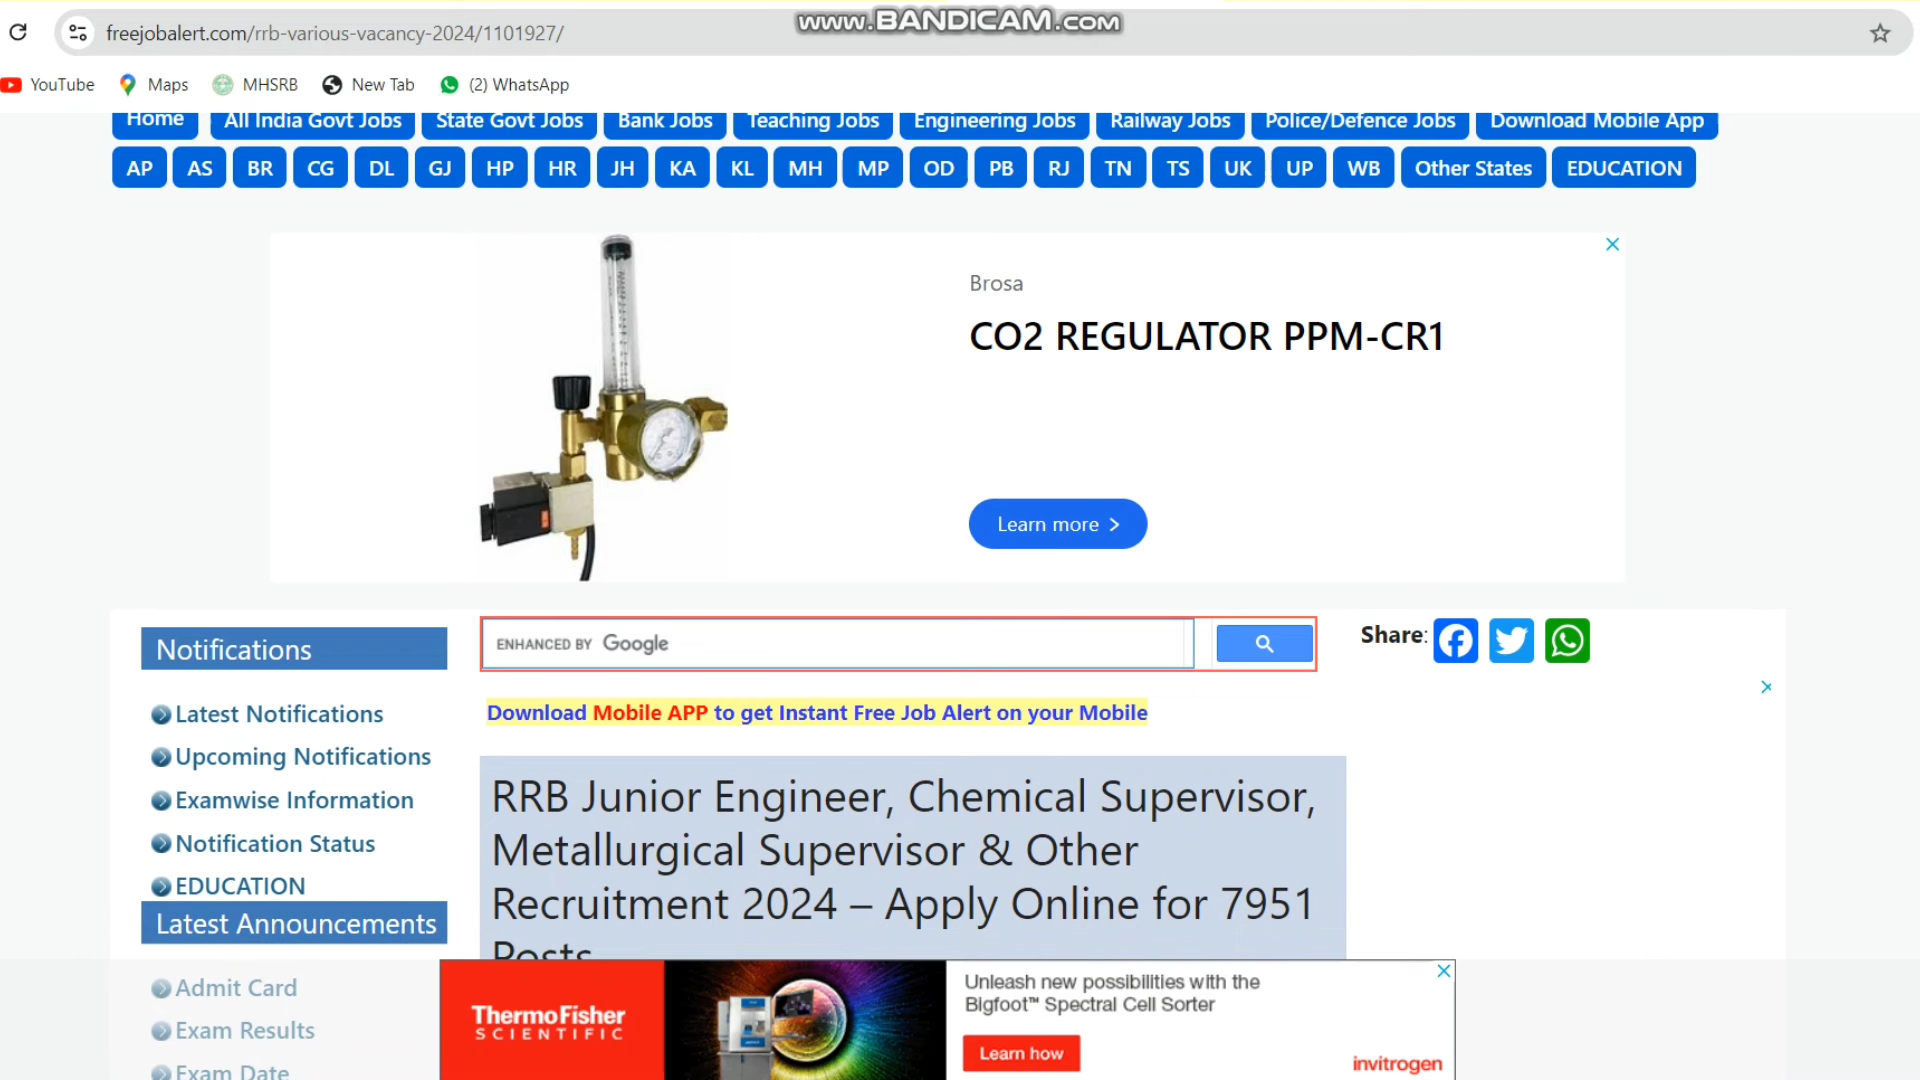 www.BANDICAM.com
freejobalert.com/rrb-various-vacancy-2024/1101927/
YouTube Maps MHSRB New Tab (2) WhatsApp
Home All India Govt Jobs State Govt Jobs Bank Jobs Teaching Jobs Engineering Jobs Railway Jobs Police/Defence Jobs Download Mobile App
AP AS BR CG DL GJ HP HR JH KA KL MH MP OD PB RJ TN TS UK UP WB Other States EDUCATION
Brosa
CO2 REGULATOR PPM-CR1
Learn more
Notifications
Latest Notifications
Upcoming Notifications
Examwise Information
Notification Status
EDUCATION
Latest Announcements
Admit Card
Exam Results
Exam Date
ENHANCED BY Google
Share:
Download Mobile APP to get Instant Free Job Alert on your Mobile
RRB Junior Engineer, Chemical Supervisor,
Metallurgical Supervisor & Other
Recruitment 2024 – Apply Online for 7951
Posts
ThermoFisher
SCIENTIFIC
Unleash new possibilities with the
Bigfoot™ Spectral Cell Sorter
Learn how
invitrogen